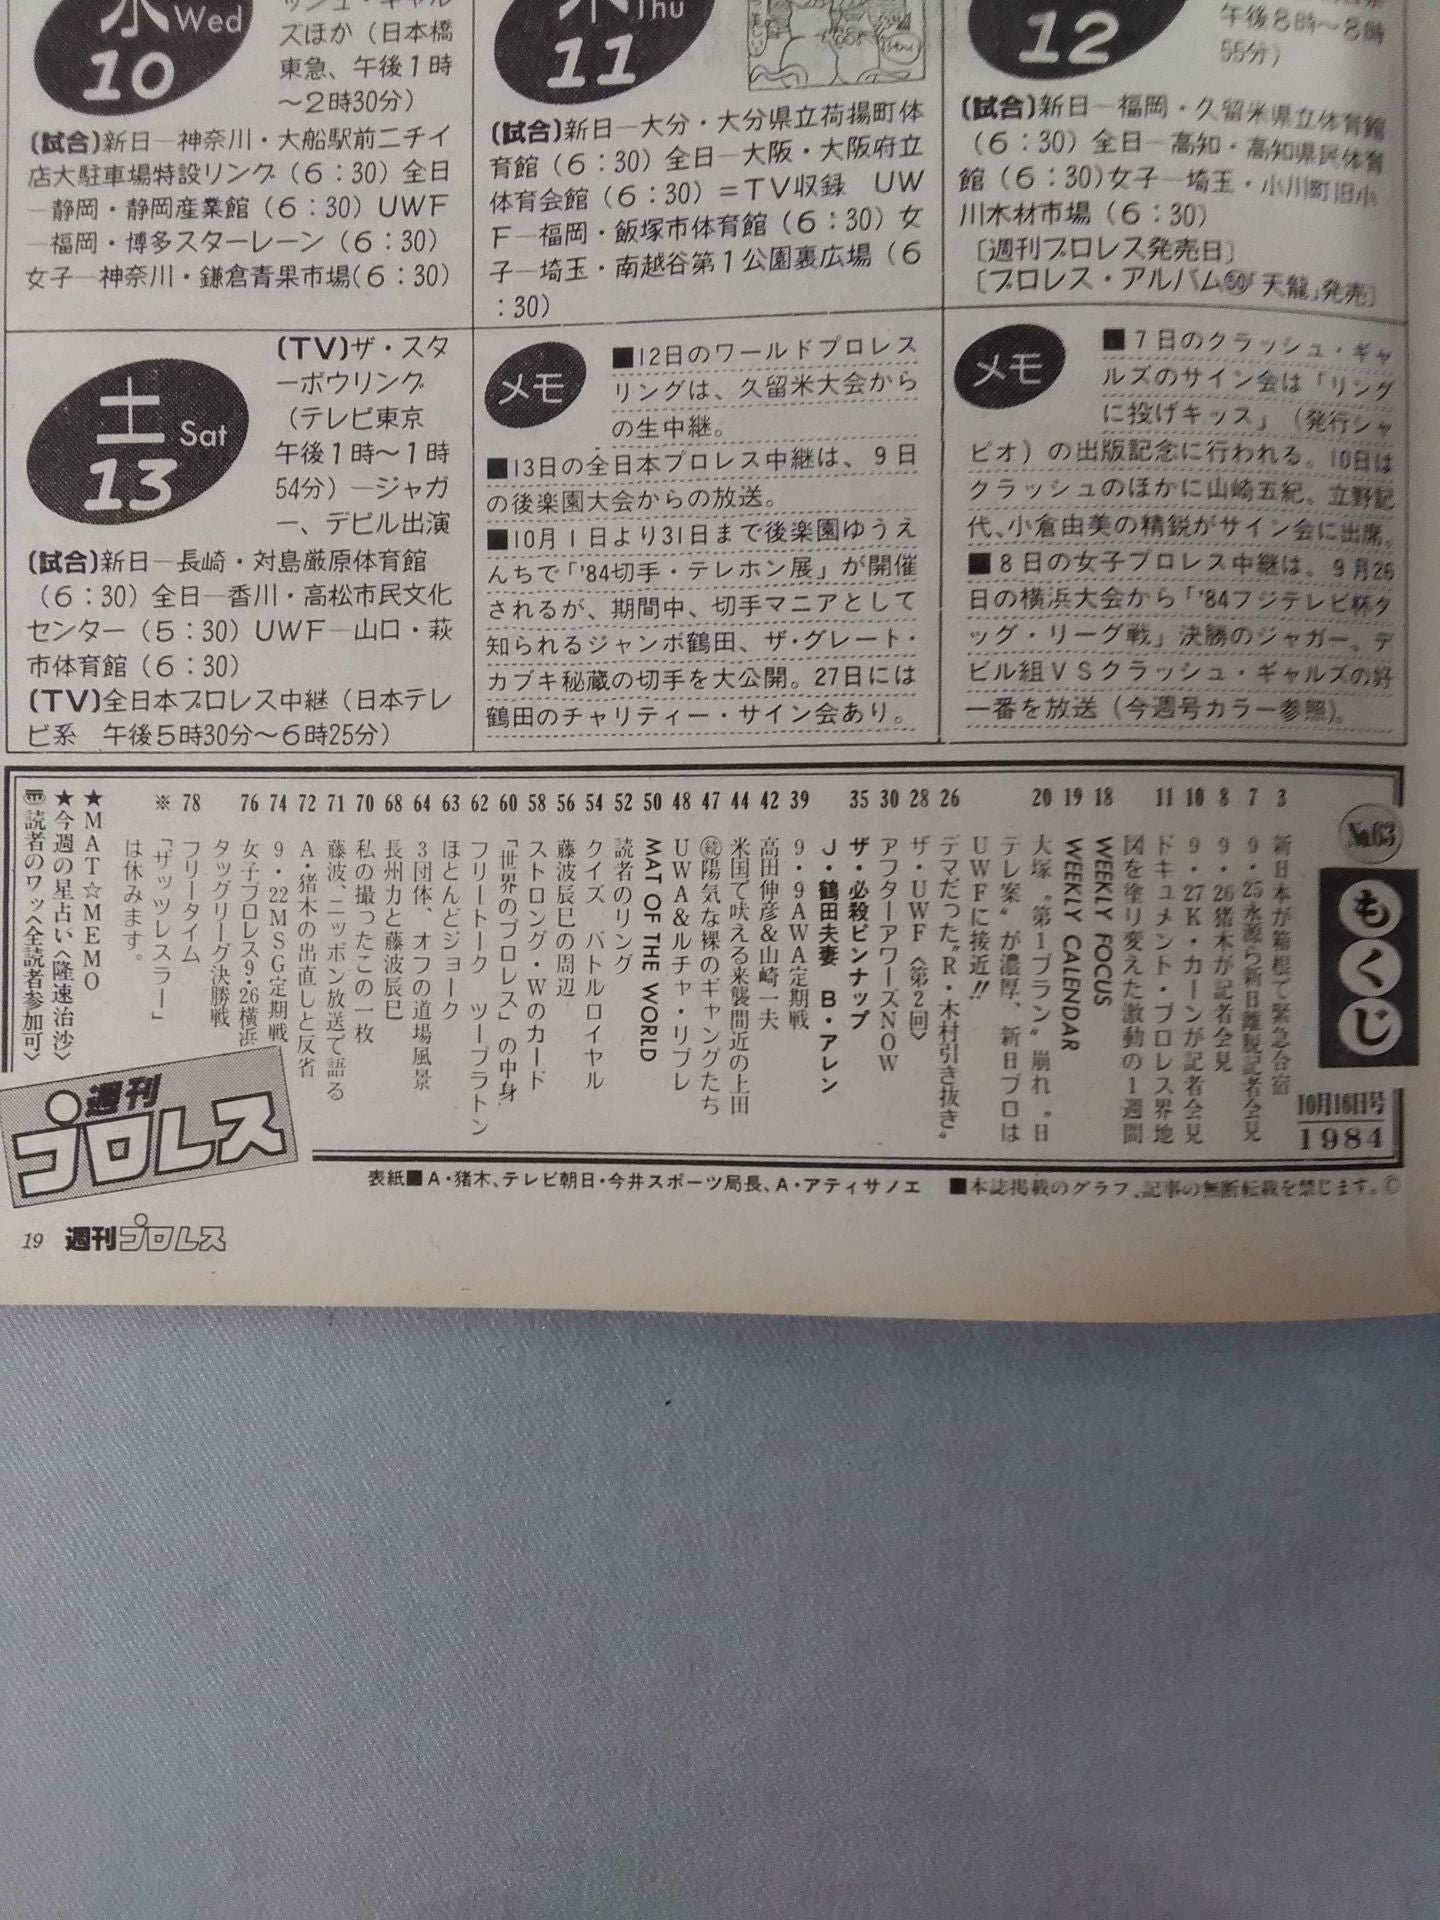 水 Wed
10
ズほか（日本橋
東急、午後1時
～2時30分）
(試合)新日―神奈川・大船駅前ニチイ
店大駐車場特設リング（6：30）全日
―静岡・静岡産業館（6：30）UWF
―福岡・博多スターレーン（6：30）
女子―神奈川・鎌倉青果市場(6：30)
木 Thu
11
(試合)新日―大分・大分県立荷揚町体
育館（6：30）全日―大阪・大阪府立
体育会館（6：30）＝TV収録　UW
F―福岡・飯塚市体育館（6：30）女
子―埼玉・南越谷第1公園裏広場（6
：30）
12
午後8時～8時
55分）
(試合)新日―福岡・久留米県立体育館
（6：30）全日―高知・高知県民体育
館（6：30)女子―埼玉・小川町旧小
川木材市場（6：30）
〔週刊プロレス発売日〕
〔プロレス・アルバム㊿「天龍」発売〕
土 Sat
13
(TV)ザ・スタ
ーボウリング
（テレビ東京
午後1時～1時
54分）―ジャガ
ー、デビル出演
(試合)新日―長崎・対島厳原体育館
（6：30）全日―香川・高松市民文化
センター（5：30）UWF―山口・萩
市体育館（6：30）
(TV)全日本プロレス中継（日本テレ
ビ系　午後5時30分～6時25分）
メモ
■12日のワールドプロレス
リングは、久留米大会から
の生中継。
■13日の全日本プロレス中継は、9日
の後楽園大会からの放送。
■10月1日より31日まで後楽園ゆうえ
んちで「'84切手・テレホン展」が開催
されるが、期間中、切手マニアとして
知られるジャンボ鶴田、ザ・グレート・
カブキ秘蔵の切手を大公開。27日には
鶴田のチャリティー・サイン会あり。
メモ
■7日のクラッシュ・ギャ
ルズのサイン会は「リング
に投げキッス」（発行シャ
ピオ）の出版記念に行われる。10日は
クラッシュのほかに山崎五紀、立野記
代、小倉由美の精鋭がサイン会に出席。
■8日の女子プロレス中継は、9月26
日の横浜大会から「'84フジテレビ杯タ
ッグ・リーグ戦」決勝のジャガー、デ
ビル組VSクラッシュ・ギャルズの好
一番を放送（今週号カラー参照）。
№63
もくじ
10月16日号
1984
3 新日本が箱根で緊急合宿
7 9・25水源ら新日離脱記者会見
8 9・26猪木が記者会見
10 9・27K・カーンが記者会見
11 ドキュメント・プロレス界地
図を塗り変えた激動の1週間
18 WEEKLY FOCUS
19 WEEKLY CALENDAR
20 大塚〝第1プラン〟崩れ〝日
テレ案〟が濃厚、新日プロは
UWFに接近!!
26 デマだった〝R・木村引き抜き〟
28 ザ・UWF〈第2回〉
30 アフターアワーズNOW
35 ザ・必殺ピンナップ
J・鶴田夫妻　B・アレン
39 9・9AWA定期戦
42 高田伸彦&山崎一夫
44 米国で吠える来襲間近の上田
47 ㊕陽気な裸のギャングたち
48 UWA&ルチャ・リブレ
50 MAT OF THE WORLD
52 読者のリング
54 クイズ　バトルロイヤル
56 藤波辰巳の周辺
58 ストロング・Wのカード
60 「世界のプロレス」の中身
62 フリートーク　ツープラトン
63 ほとんどジョーク
64 3団体、オフの道場風景
68 長州力と藤波辰巳
70 私の撮ったこの一枚
71 藤波、ニッポン放送で語る
72 A・猪木の出直しと反省
74 9・22MSG定期戦
76 女子プロレス9・26横浜
タッグリーグ決勝戦
78 フリータイム
※「ザッツレスラー」
は休みます。
★MAT☆MEMO
★今週の星占い〈隆速治沙〉
読者のワッ〈全読者参加可〉
週刊
プロレス
表紙■A・猪木、テレビ朝日・今井スポーツ局長、A・アティサノエ　■本誌掲載のグラフ、記事の無断転載を禁じます。©
19 週刊プロレス